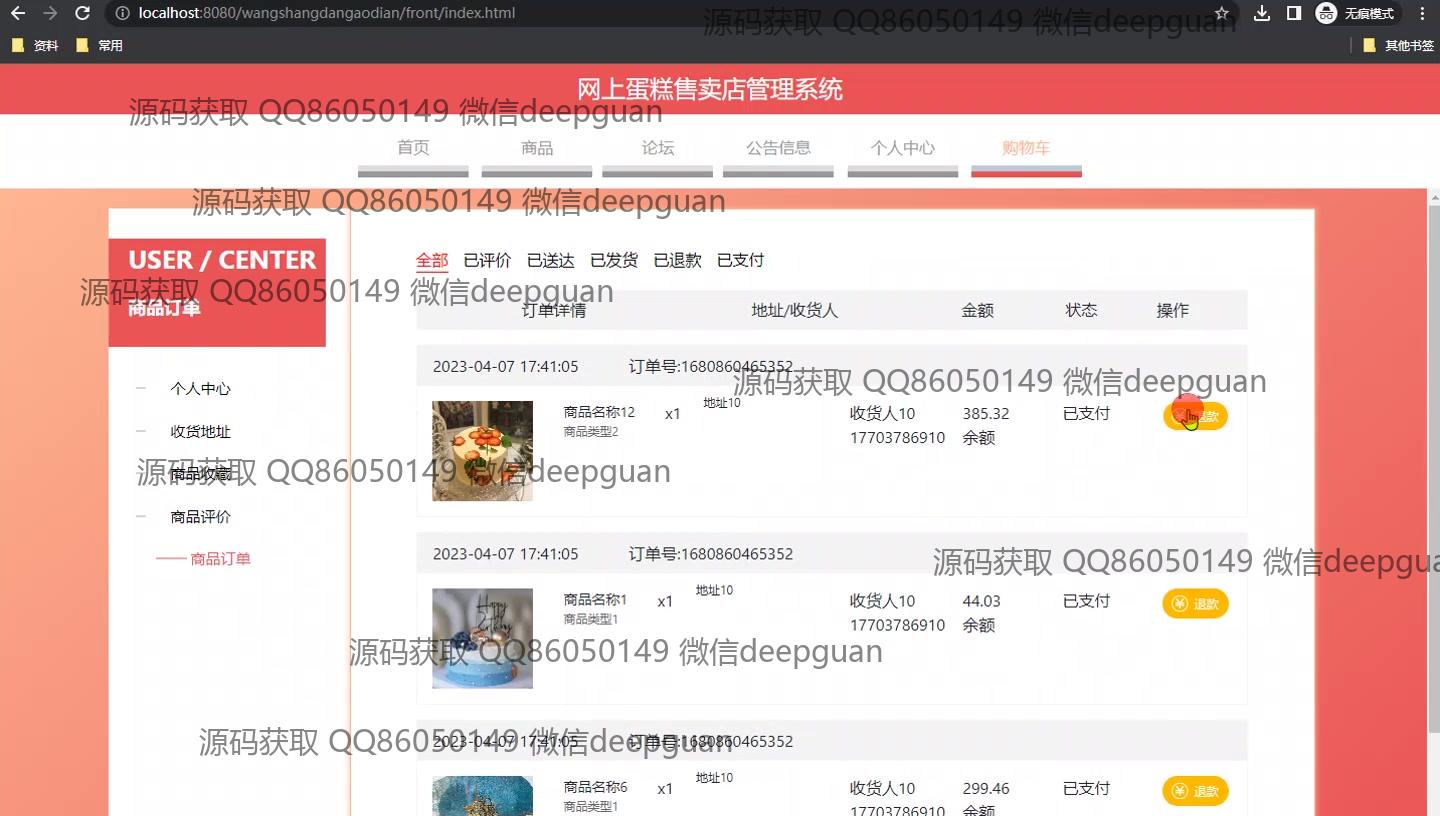 localhost:8080/wangshangdangaodian/front/index.html
无痕模式
资料 常用 其他书签
源码获取 QQ86050149 微信deepguan
网上蛋糕售卖店管理系统
源码获取 QQ86050149 微信deepguan
首页 商品 论坛 公告信息 个人中心 购物车
源码获取 QQ86050149 微信deepguan
USER / CENTER
商品订单
全部 已评价 已送达 已发货 已退款 已支付
源码获取 QQ86050149 微信deepguan
订单详情 地址/收货人 金额 状态 操作
个人中心
收货地址
商品收藏
商品评价
商品订单
2023-04-07 17:41:05 订单号:1680860465352
源码获取 QQ86050149 微信deepguan
商品名称12 x1 地址10 收货人10 385.32 已支付 退款
商品类型2 17703786910 余额
源码获取 QQ86050149 微信deepguan
2023-04-07 17:41:05 订单号:1680860465352
源码获取 QQ86050149 微信deepgua
商品名称1 x1 地址10 收货人10 44.03 已支付 退款
商品类型1 17703786910 余额
Happy Birthday
源码获取 QQ86050149 微信deepguan
2023-04-07 17:41:05 订单号:1680860465352
源码获取 QQ86050149 微信deepguan
商品名称6 x1 地址10 收货人10 299.46 已支付 退款
商品类型1 17703786910 余额